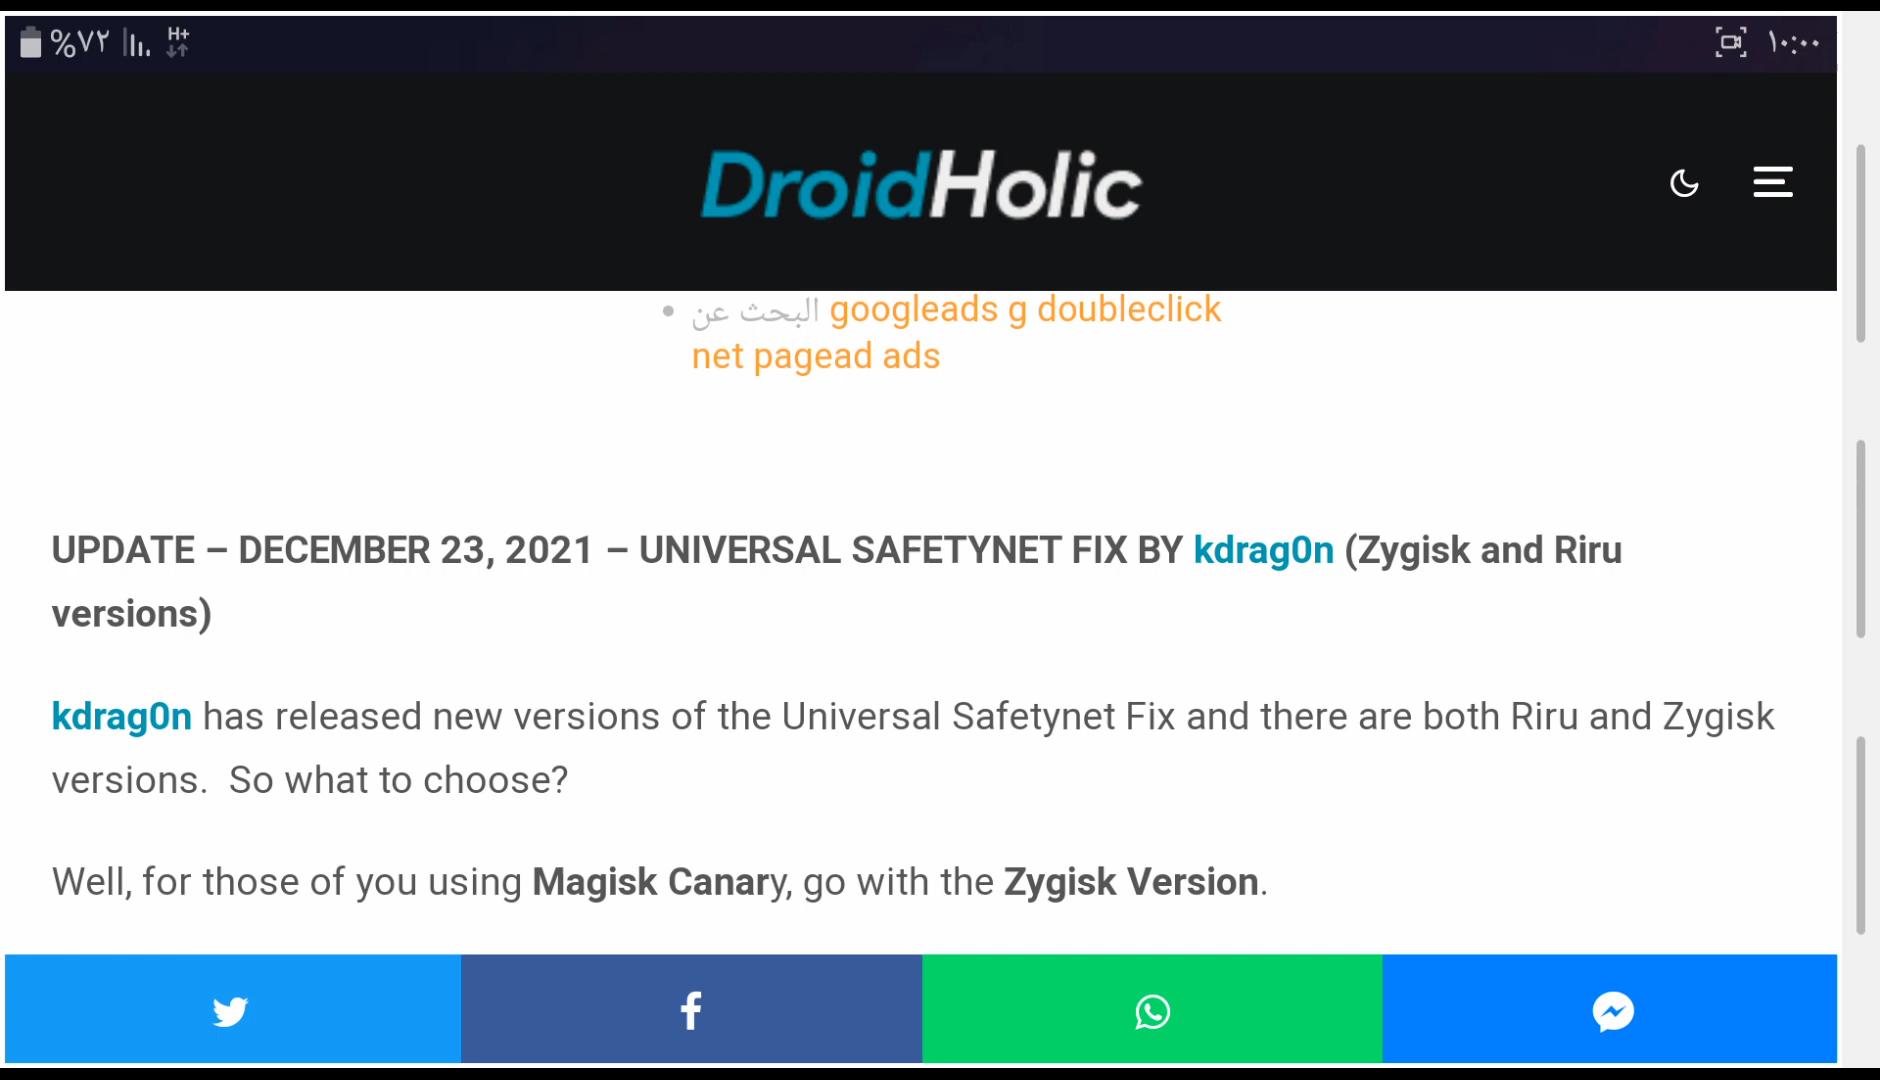 %٧٢ H+ ١٠:٠٠
DroidHolic
البحث عن googleads g doubleclick
net pagead ads
UPDATE – DECEMBER 23, 2021 – UNIVERSAL SAFETYNET FIX BY kdrag0n (Zygisk and Riru
versions)
kdrag0n has released new versions of the Universal Safetynet Fix and there are both Riru and Zygisk
versions.  So what to choose?
Well, for those of you using Magisk Canary, go with the Zygisk Version.